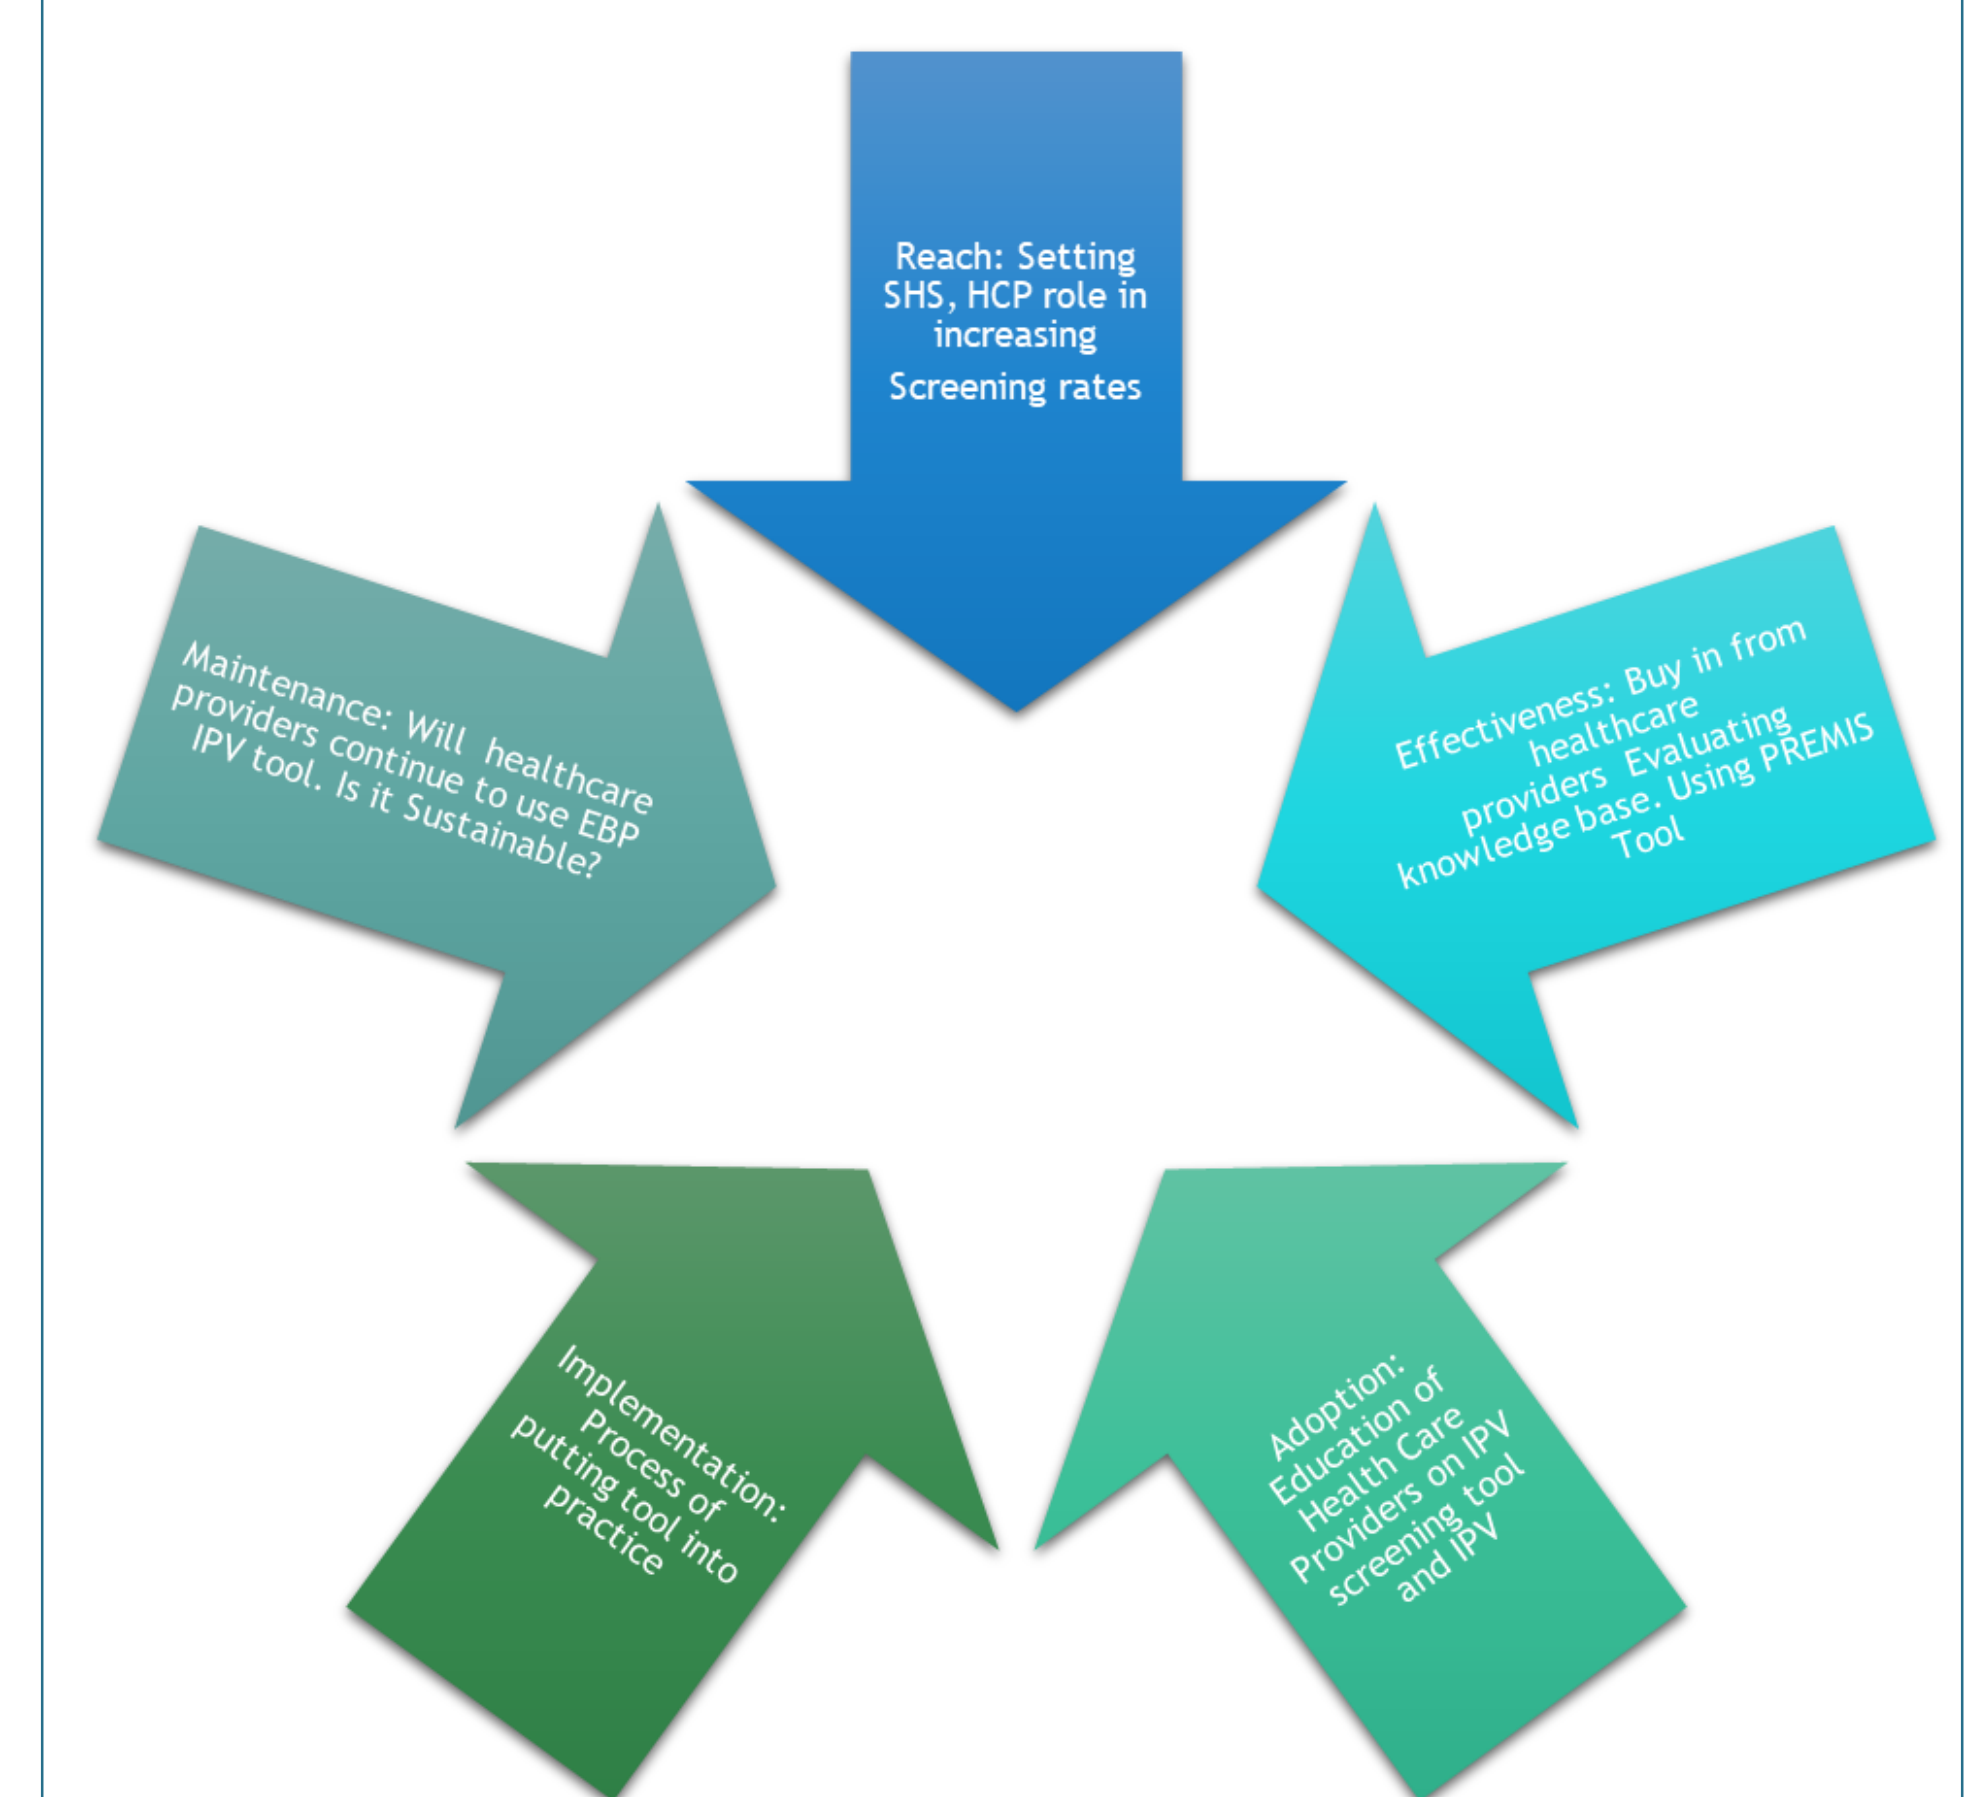 Reach: Setting
SHS, HCP role in
increasing
Screening rates
Effectiveness: Buy in from
healthcare
providers Evaluating
knowledge base. Using PREMIS
Tool
Adoption:
Education of
Health Care
Providers on IPV
screening tool
and IPV
Implementation:
Process of
putting tool into
practice
Maintenance: Will healthcare
providers continue to use EBP
IPV tool. Is it Sustainable?